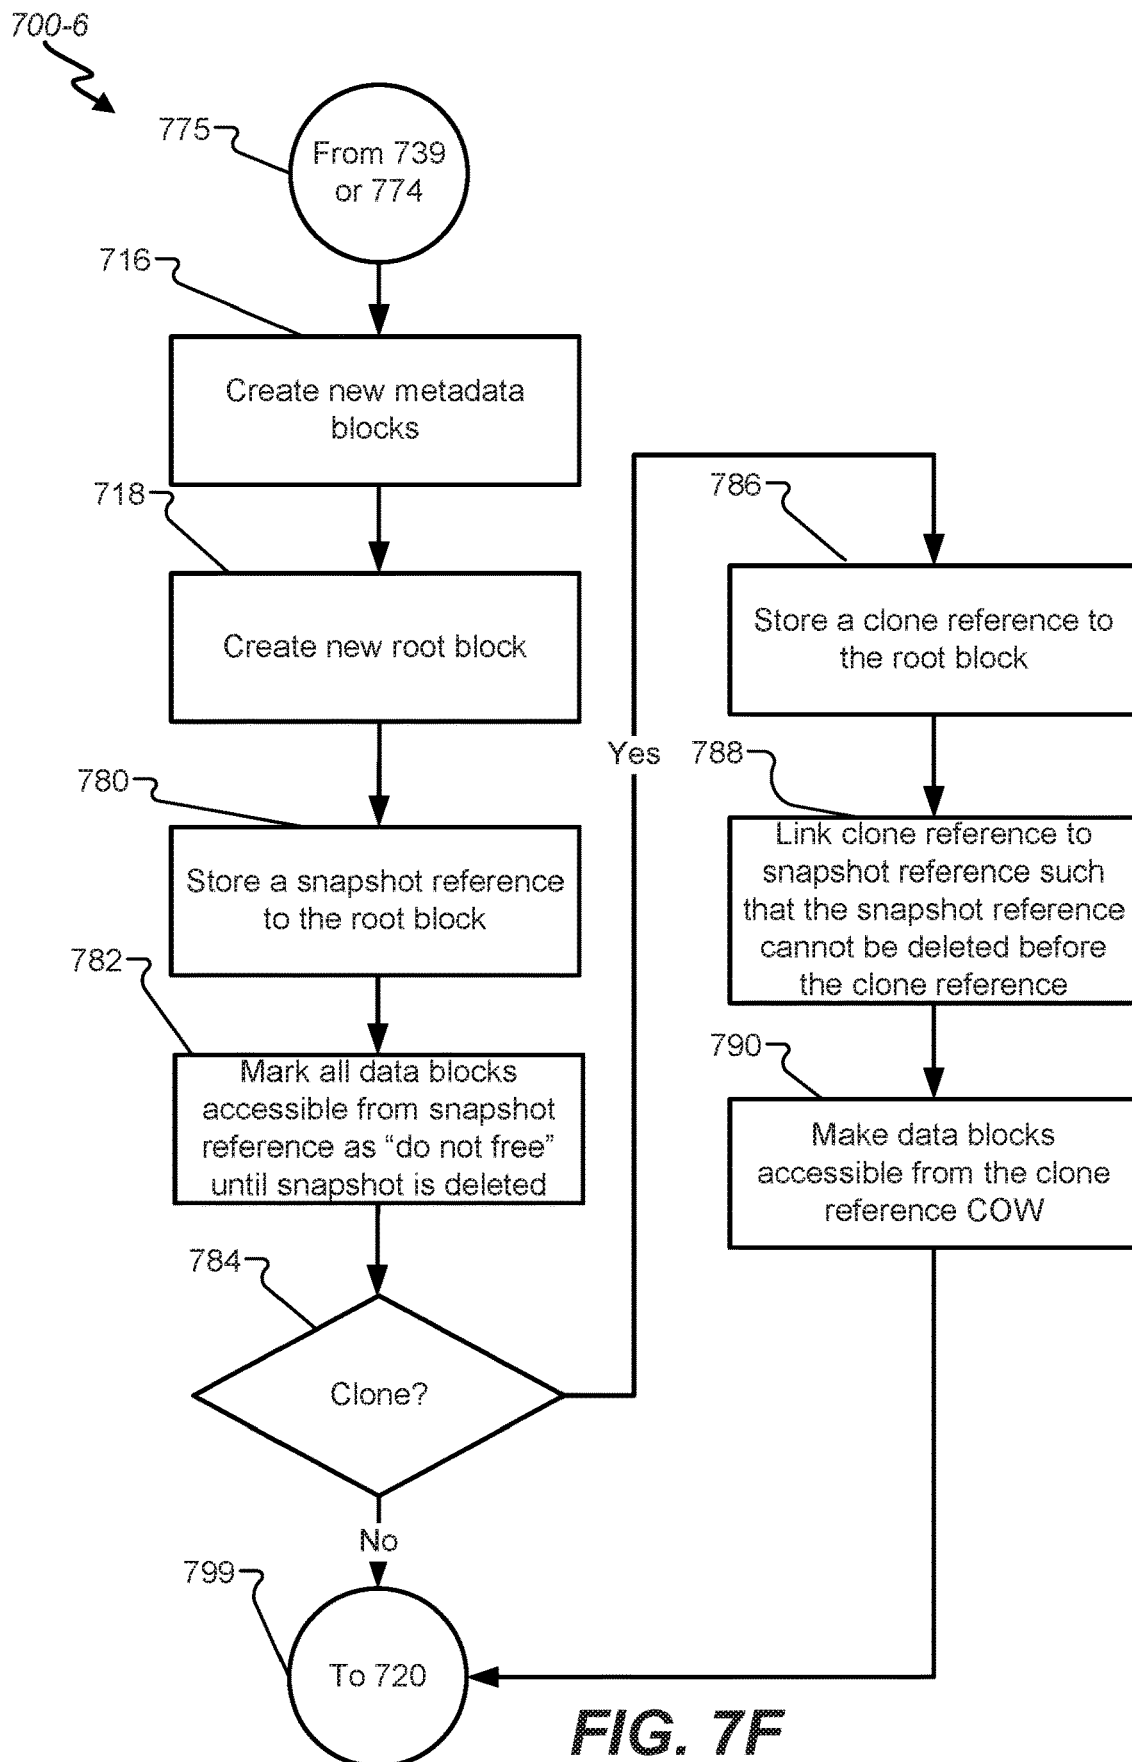 700-6
775
From 739
or 774
716
Create new metadata
blocks
718
Create new root block
780
Store a snapshot reference
to the root block
782
Mark all data blocks
accessible from snapshot
reference as “do not free”
until snapshot is deleted
784
Clone?
Yes
No
786
Store a clone reference to
the root block
788
Link clone reference to
snapshot reference such
that the snapshot reference
cannot be deleted before
the clone reference
790
Make data blocks
accessible from the clone
reference COW
799
To 720
FIG. 7F